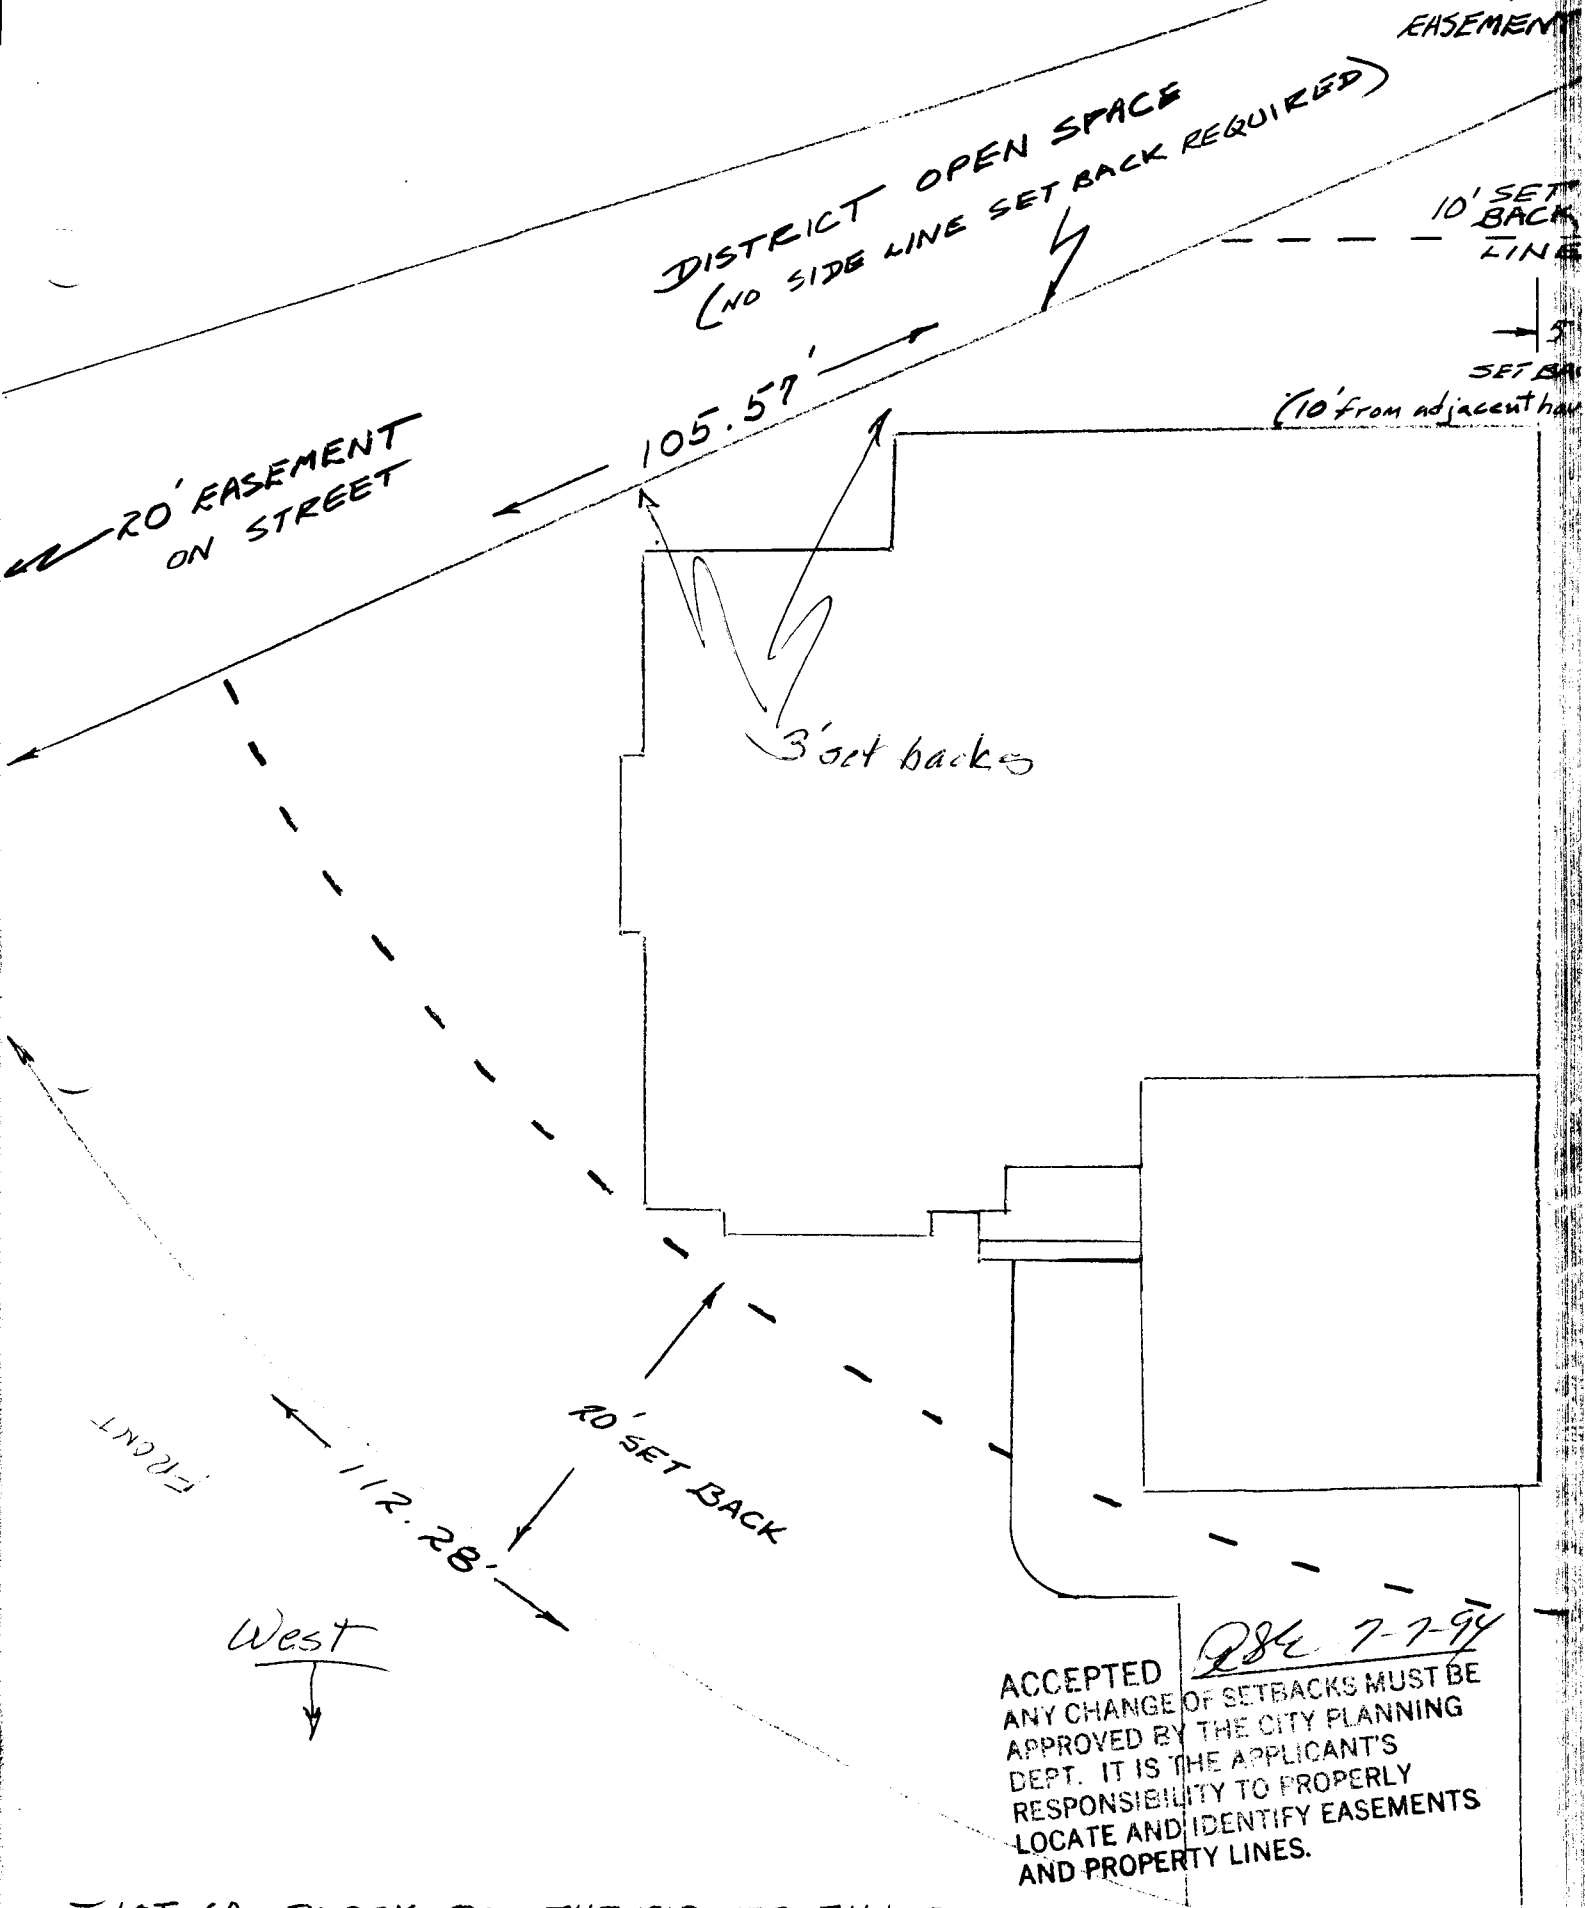 EASEMENT
DISTRICT OPEN SPACE
(NO SIDE LINE SET BACK REQUIRED)
10' SET
BACK
LINE
5'
SET BA
(10' from adjacent hou
105.57'
20' EASEMENT
ON STREET
3' set backs
20' SET BACK
FRONT
112.28'
West
7-7-94
ACCEPTED
ANY CHANGE OF SETBACKS MUST BE
APPROVED BY THE CITY PLANNING
DEPT. IT IS THE APPLICANT'S
RESPONSIBILITY TO PROPERLY
LOCATE AND IDENTIFY EASEMENTS
AND PROPERTY LINES.